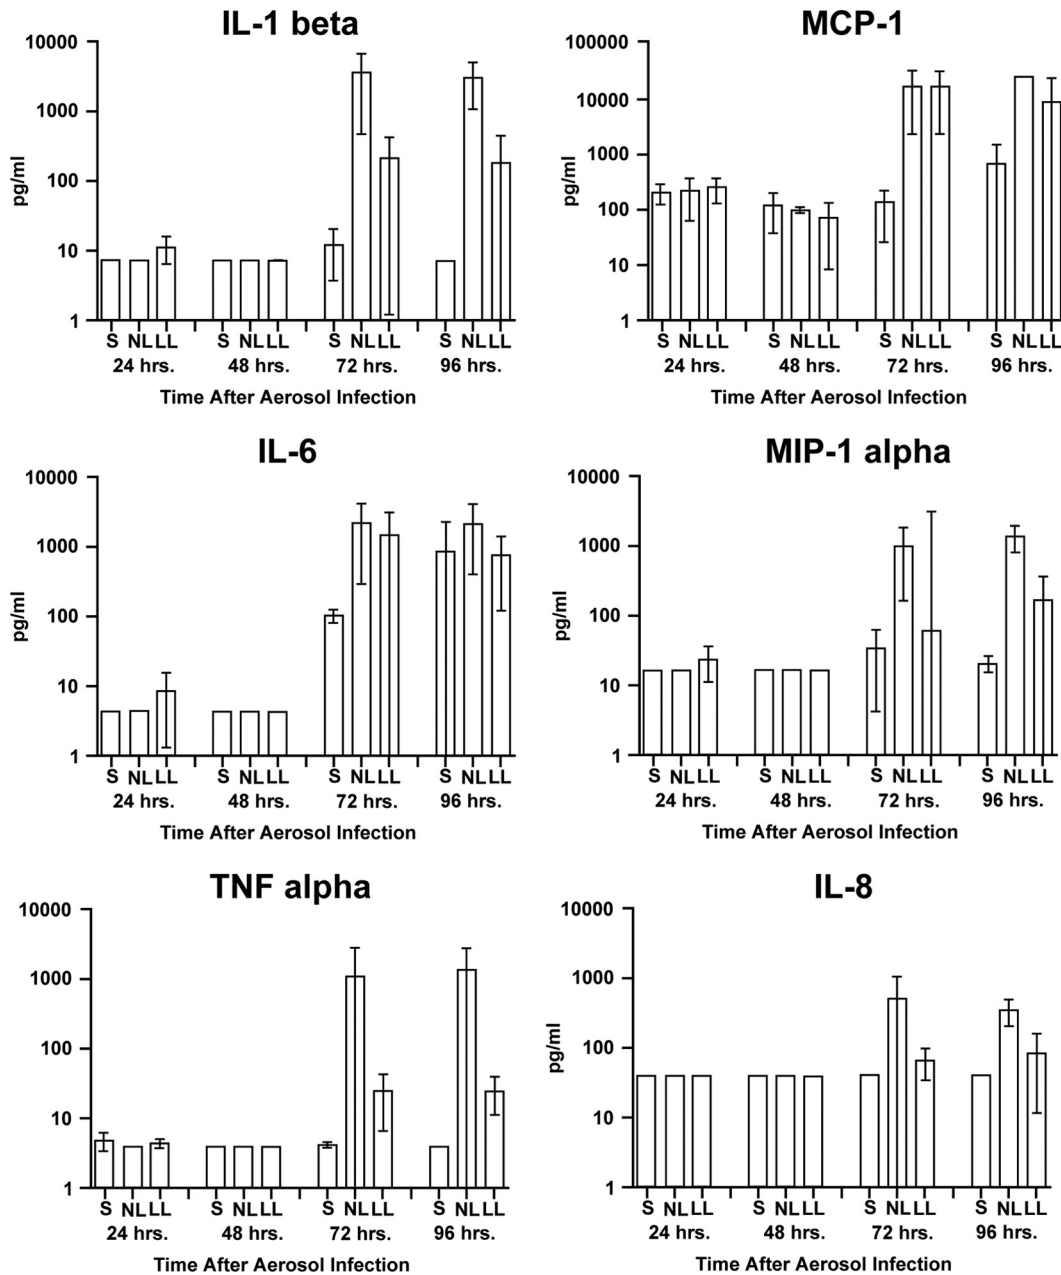 IL-1 beta
10000
1000
100
10
1
pg/ml
S NL LL S NL LL S NL LL S NL LL
24 hrs. 48 hrs. 72 hrs. 96 hrs.
Time After Aerosol Infection
MCP-1
100000
10000
1000
100
10
1
pg/ml
S NL LL S NL LL S NL LL S NL LL
24 hrs. 48 hrs. 72 hrs. 96 hrs.
Time After Aerosol Infection
IL-6
10000
1000
100
10
1
pg/ml
S NL LL S NL LL S NL LL S NL LL
24 hrs. 48 hrs. 72 hrs. 96 hrs.
Time After Aerosol Infection
MIP-1 alpha
10000
1000
100
10
1
pg/ml
S NL LL S NL LL S NL LL S NL LL
24 hrs. 48 hrs. 72 hrs. 96 hrs.
Time After Aerosol Infection
TNF alpha
10000
1000
100
10
1
pg/ml
S NL LL S NL LL S NL LL S NL LL
24 hrs. 48 hrs. 72 hrs. 96 hrs.
Time After Aerosol Infection
IL-8
10000
1000
100
10
1
pg/ml
S NL LL S NL LL S NL LL S NL LL
24 hrs. 48 hrs. 72 hrs. 96 hrs.
Time After Aerosol Infection